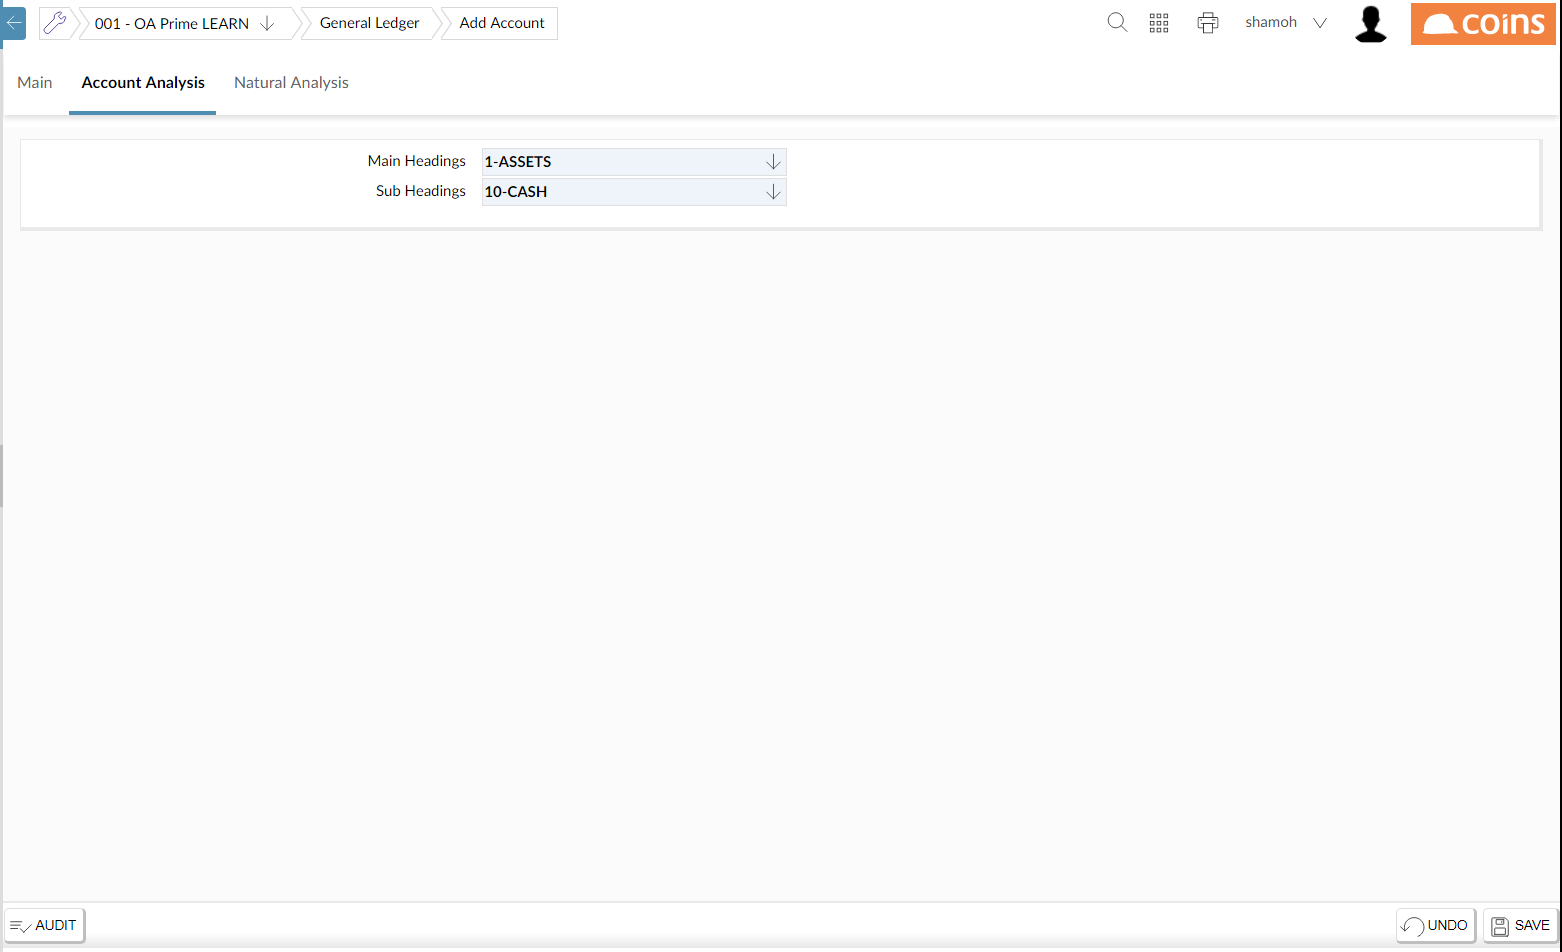 001 - OA Prime LEARN
General Ledger
Add Account
shamoh
coins
Main
Account Analysis
Natural Analysis
Main Headings 1-ASSETS
Sub Headings 10-CASH
AUDIT
UNDO
SAVE